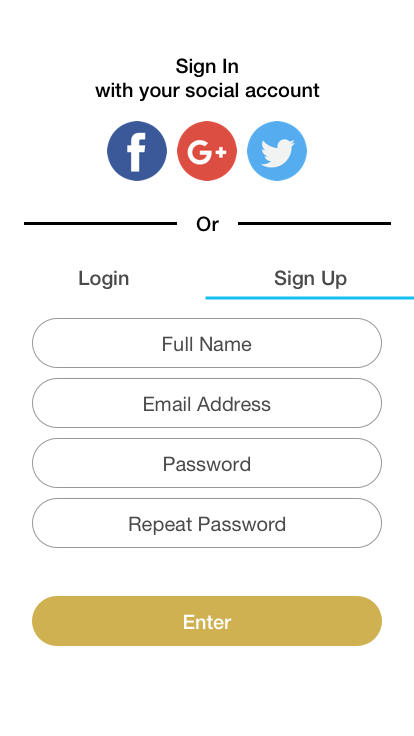 Sign In
with your social account
f G+
Or
Login Sign Up
Full Name
Email Address
Password
Repeat Password
Enter